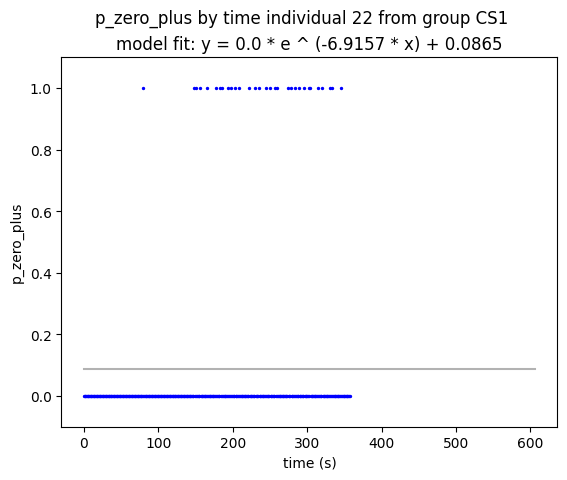 p_zero_plus by time individual 22 from group CS1
model fit: y = 0.0 * e ^ (-6.9157 * x) + 0.0865
1.0
0.8
0.6
0.4
0.2
0.0
p_zero_plus
0 100 200 300 400 500 600
time (s)